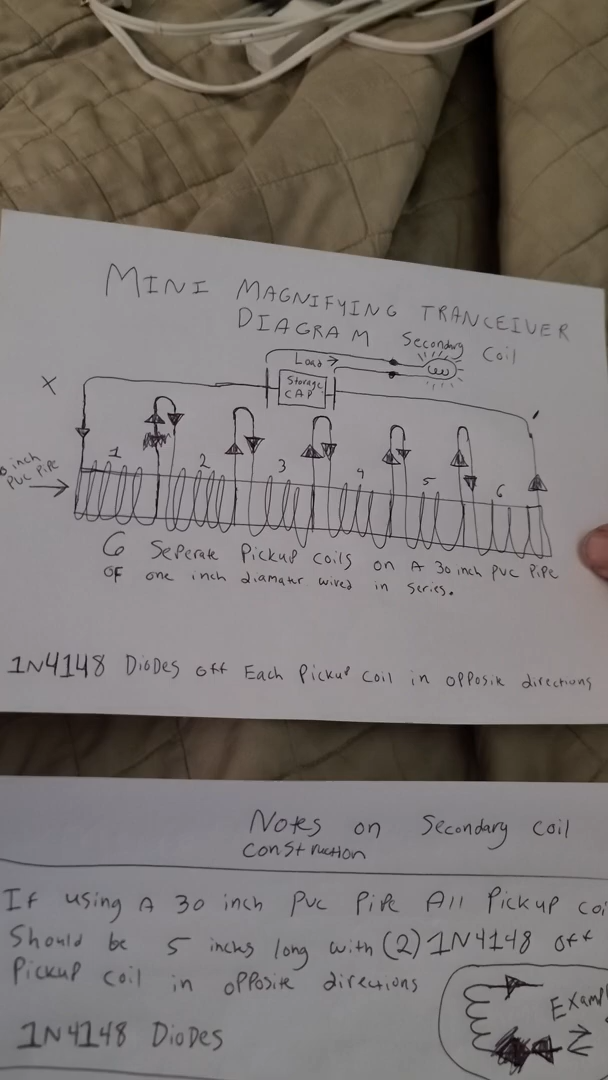 MINI MAGNIFYING TRANCEIVER
DIAGRAM Secondary Coil
Load
Storage
CAP
X
inch
PVC PIPE
1 2 3 4 5 6
6 Seperate Pickup coils on A 30 inch PVC PIPE
OF one inch diamater wired in series.
1N4148 DIODES off Each Pickup coil in opposite directions
Notes on Secondary coil
construction
If using A 30 inch PVC PIPE All Pickup coi
Should be 5 inches long with (2) 1N4148 off
Pickup coil in opposite directions
Exampl
1N4148 DIODES